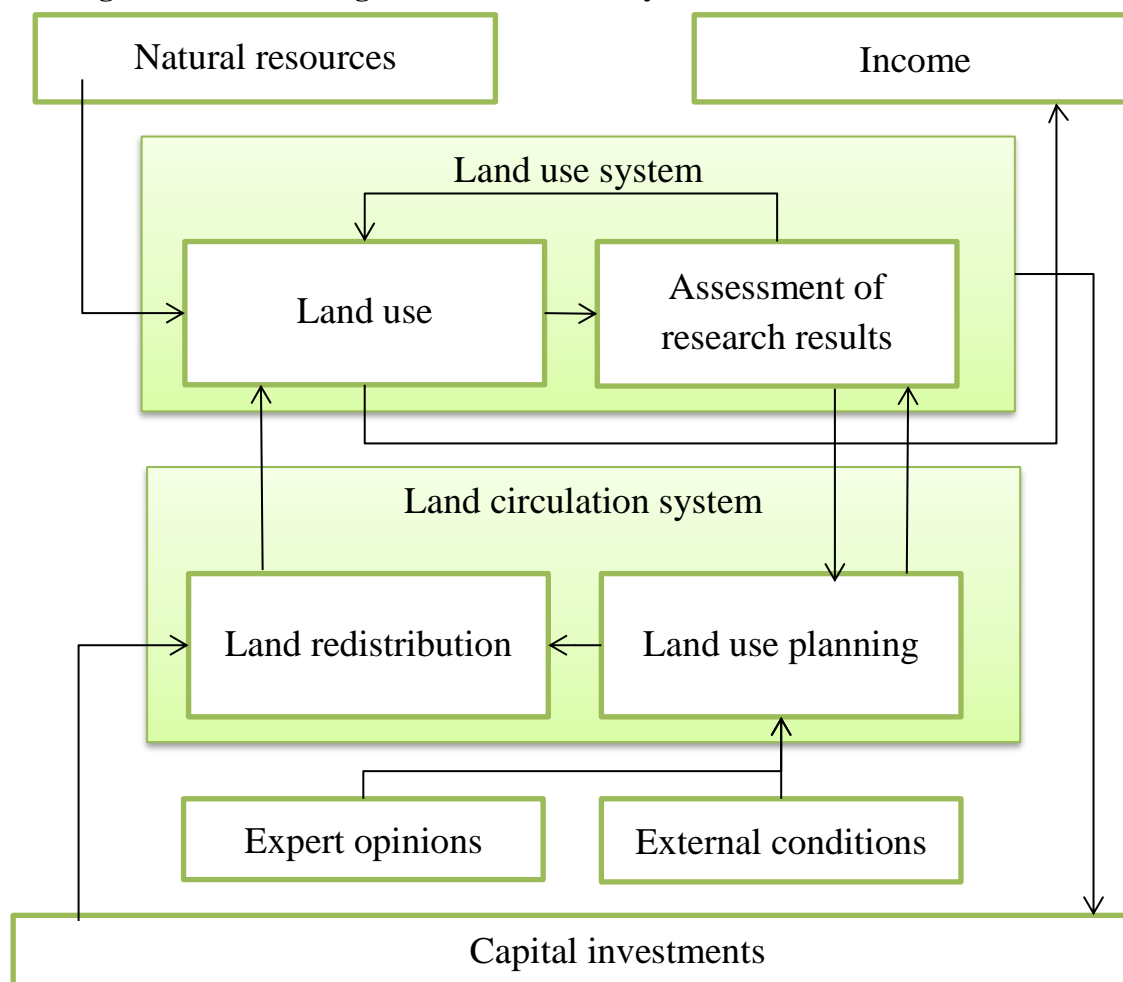 Natural resources
Income
Land use system
Land use
Assessment of
research results
Land circulation system
Land redistribution
Land use planning
Expert opinions
External conditions
Capital investments